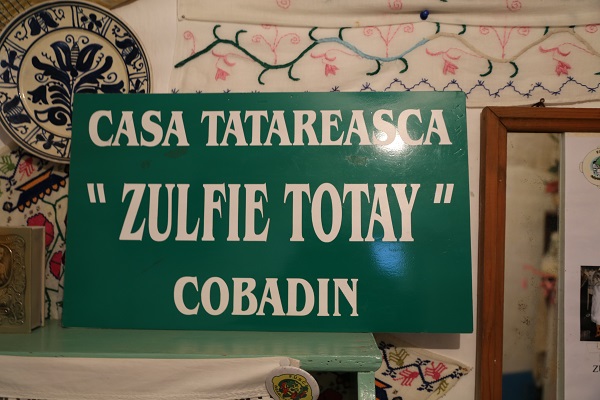 CASA TATAREASCA
" ZULFIE TOTAY "
COBADIN